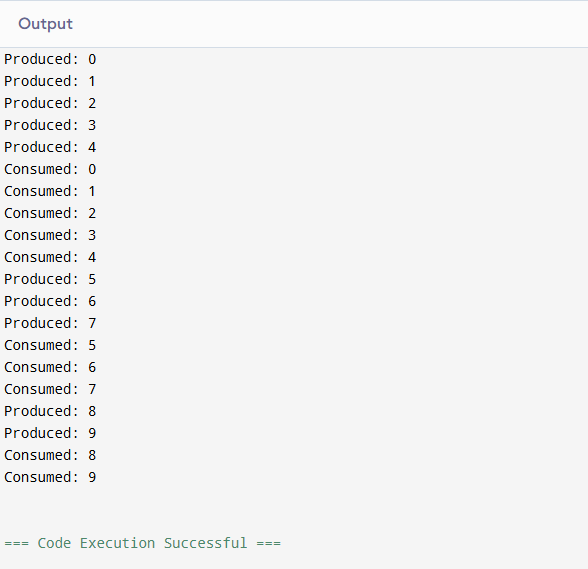 Output
Produced: 0
Produced: 1
Produced: 2
Produced: 3
Produced: 4
Consumed: 0
Consumed: 1
Consumed: 2
Consumed: 3
Consumed: 4
Produced: 5
Produced: 6
Produced: 7
Consumed: 5
Consumed: 6
Consumed: 7
Produced: 8
Produced: 9
Consumed: 8
Consumed: 9
=== Code Execution Successful ===